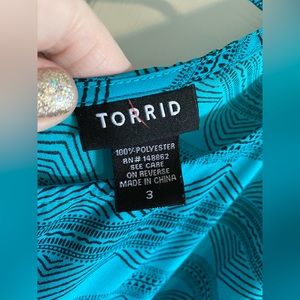 TORRID
100% POLYESTER
RN# 148862
SEE CARE
ON REVERSE
MADE IN CHINA
3